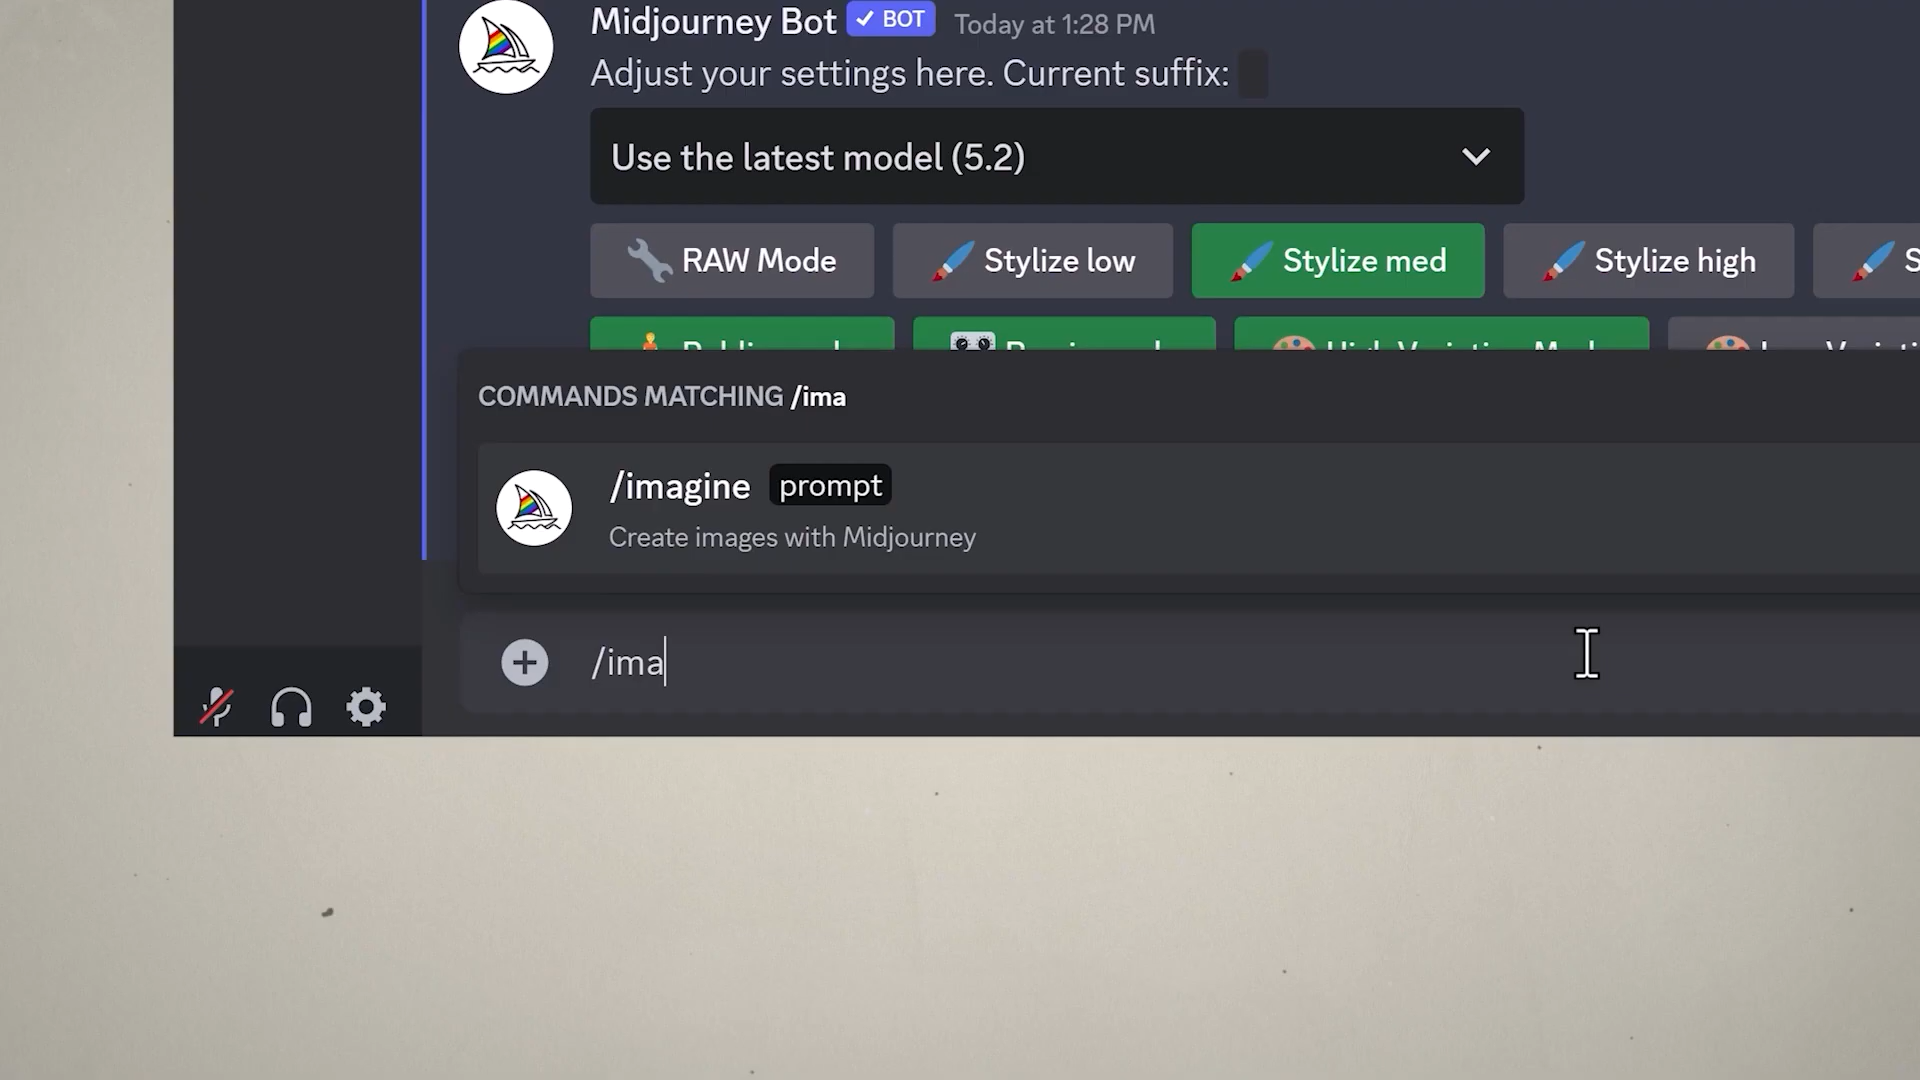 Midjourney Bot ✓ BOT Today at 1:28 PM
Adjust your settings here. Current suffix:
Use the latest model (5.2)
RAW Mode Stylize low Stylize med Stylize high S
COMMANDS MATCHING /ima
/imagine prompt
Create images with Midjourney
/ima